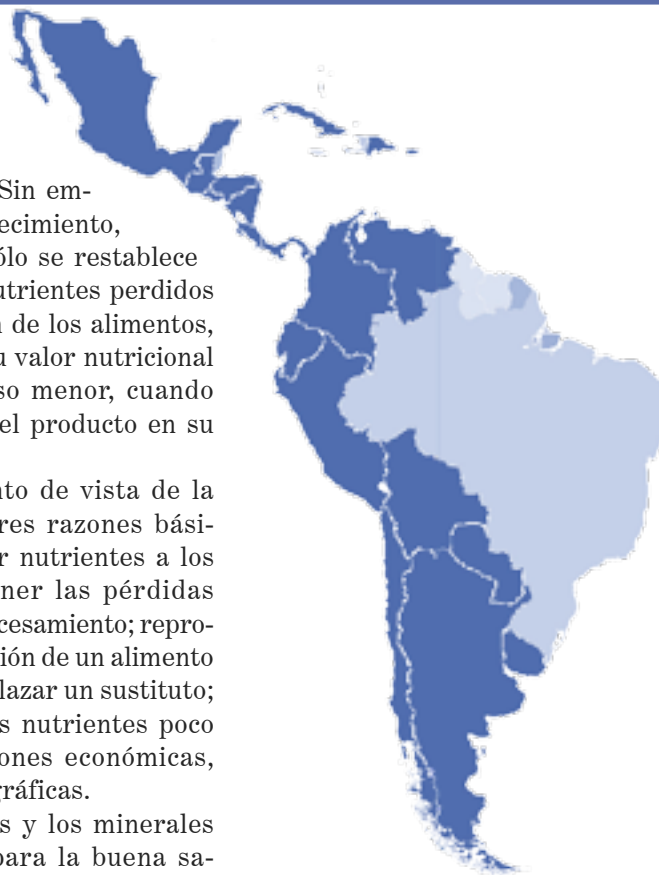 Sin em-
ecimiento,
ólo se restablece
utrientes perdidos
n de los alimentos,
u valor nutricional
so menor, cuando
el producto en su
nto de vista de la
res razones bási-
r nutrientes a los
ner las pérdidas
cesamiento; repro-
ión de un alimento
lazar un sustituto;
s nutrientes poco
ones económicas,
ráficas.
s y los minerales
para la buena sa-